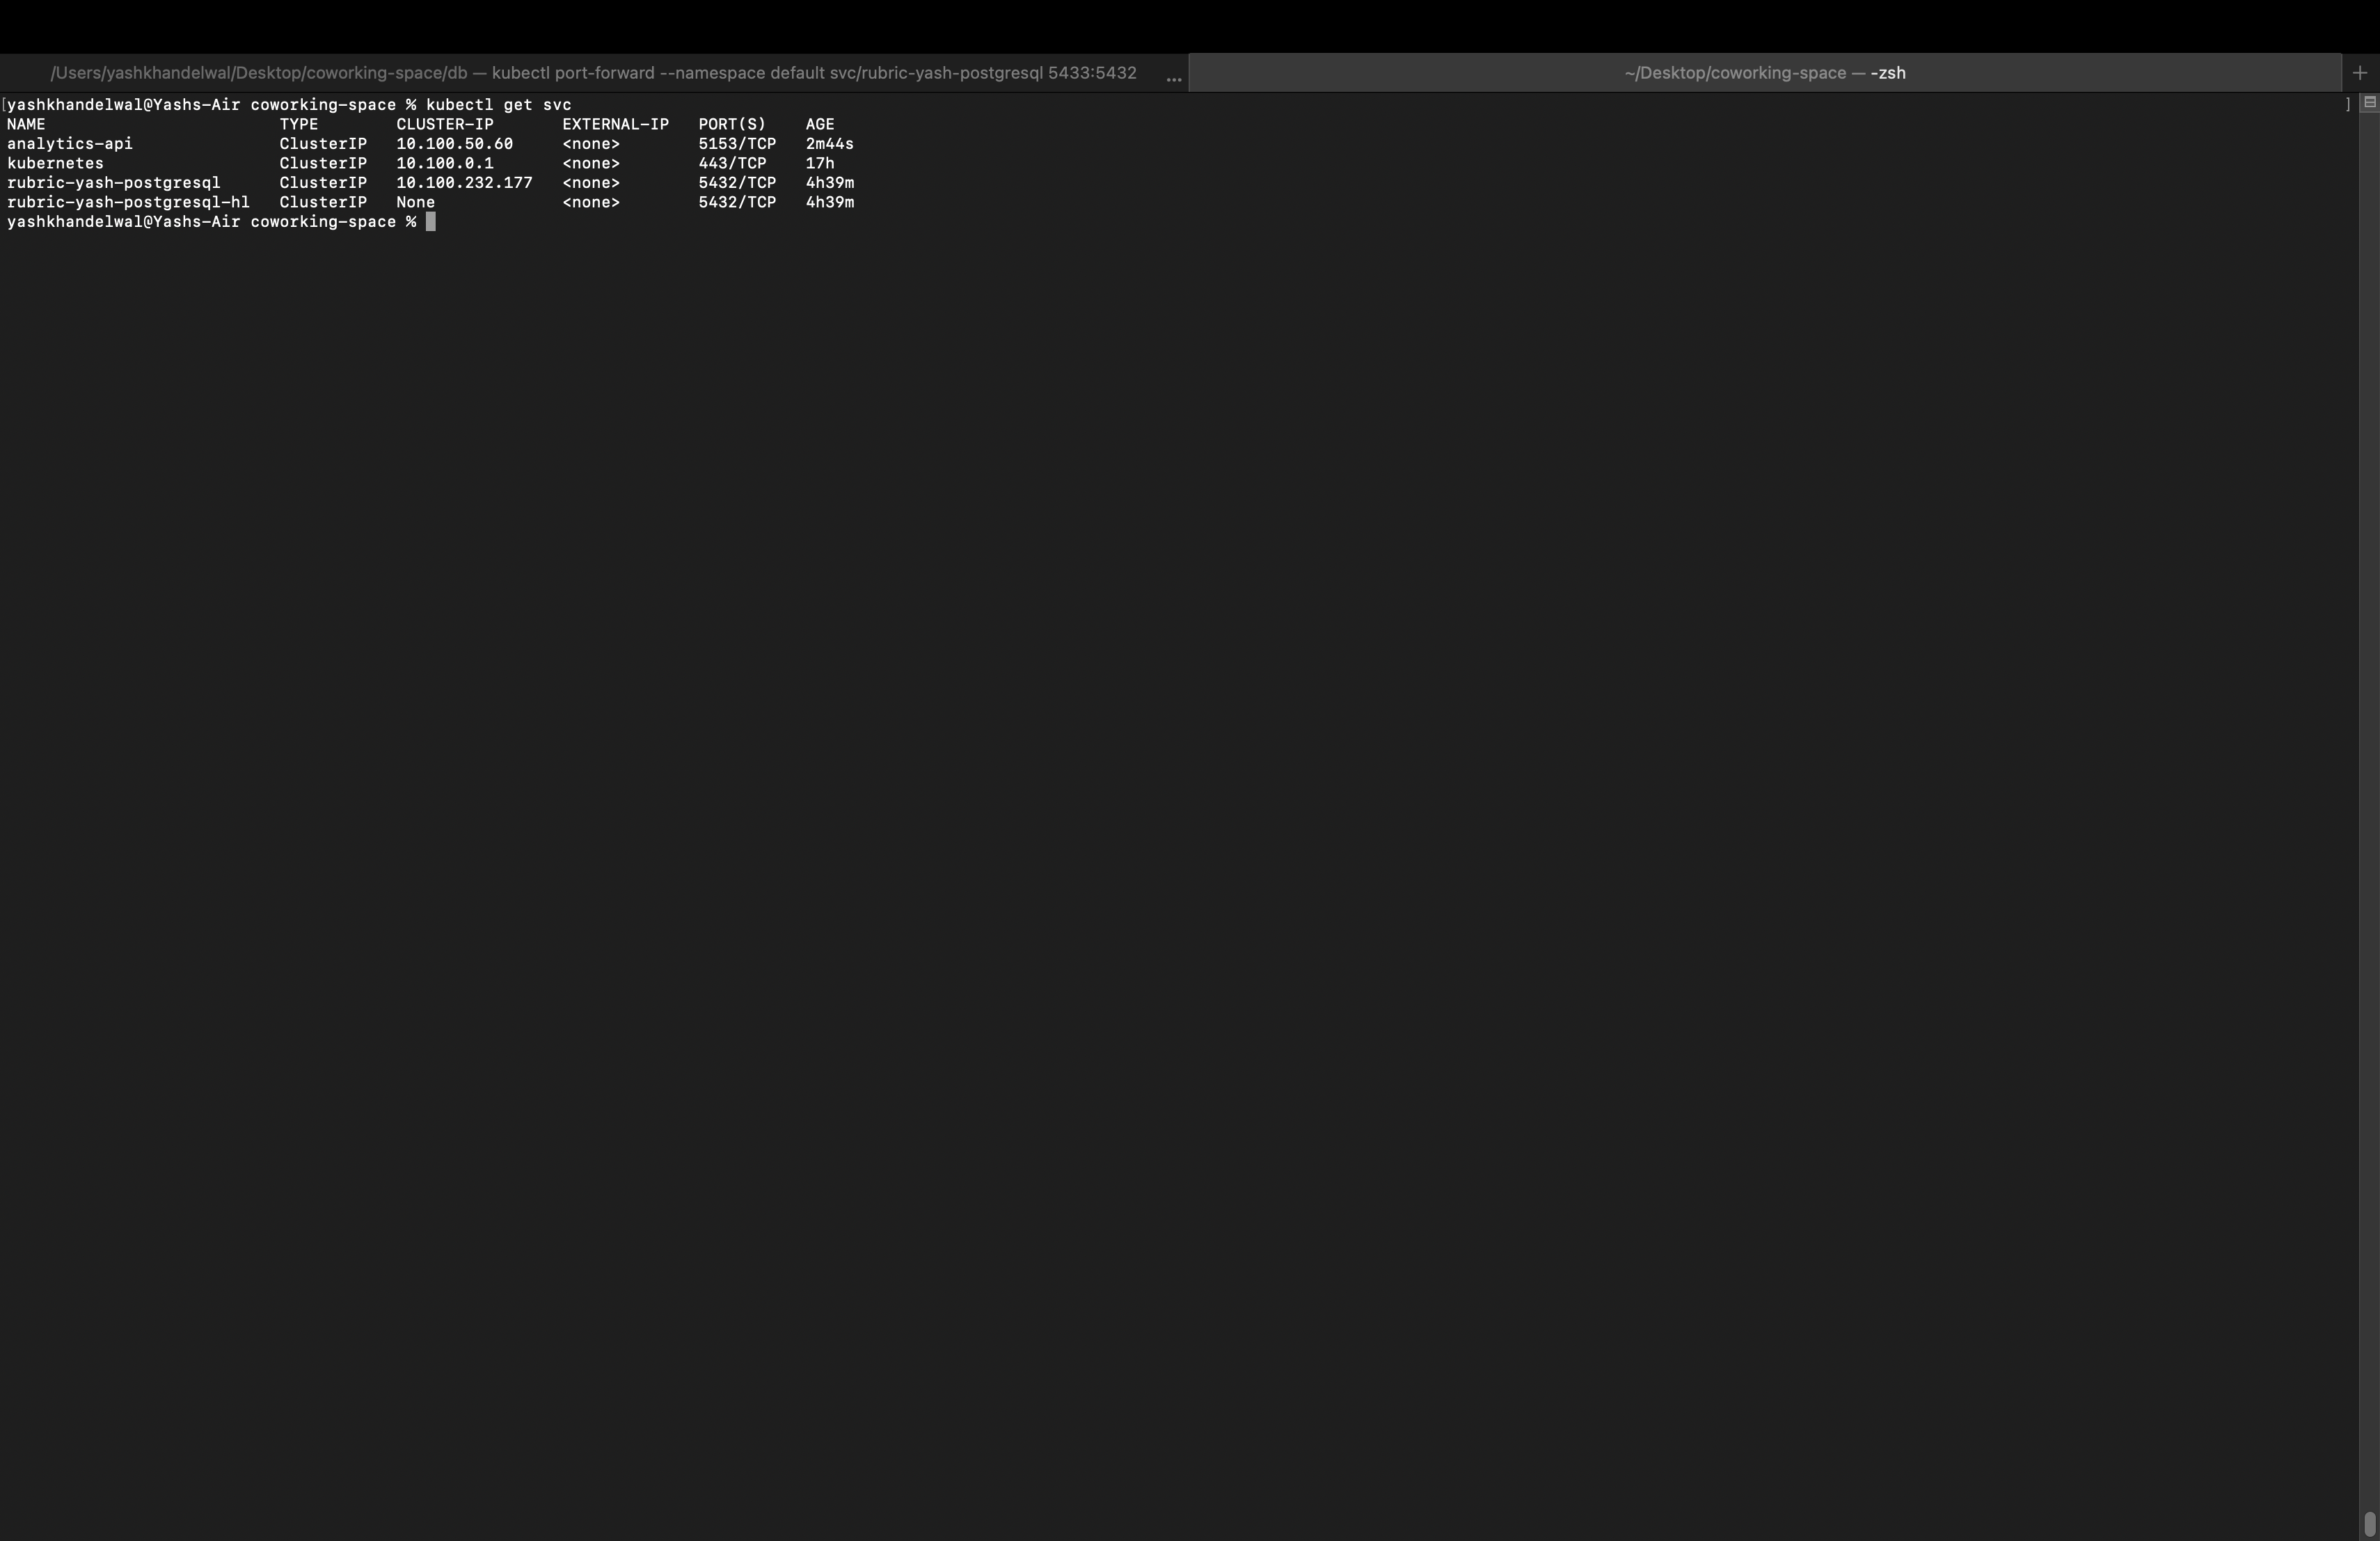 /Users/yashkhandelwal/Desktop/coworking-space/db — kubectl port-forward --namespace default svc/rubric-yash-postgresql 5433:5432 ...
~/Desktop/coworking-space — -zsh +
[yashkhandelwal@Yashs-Air coworking-space % kubectl get svc ]
NAME TYPE CLUSTER-IP EXTERNAL-IP PORT(S) AGE
analytics-api ClusterIP 10.100.50.60 <none> 5153/TCP 2m44s
kubernetes ClusterIP 10.100.0.1 <none> 443/TCP 17h
rubric-yash-postgresql ClusterIP 10.100.232.177 <none> 5432/TCP 4h39m
rubric-yash-postgresql-hl ClusterIP None <none> 5432/TCP 4h39m
yashkhandelwal@Yashs-Air coworking-space %